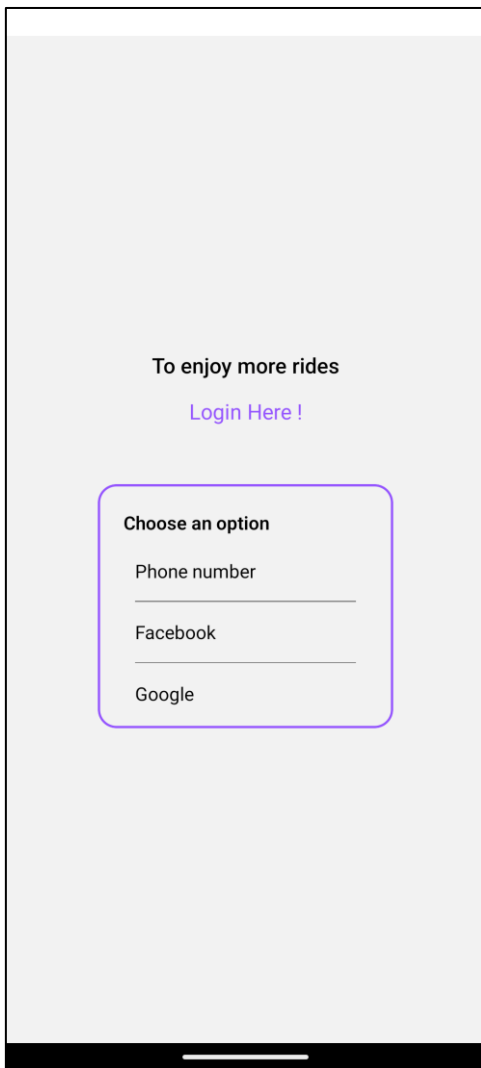 To enjoy more rides
Login Here !
Choose an option
Phone number
Facebook
Google